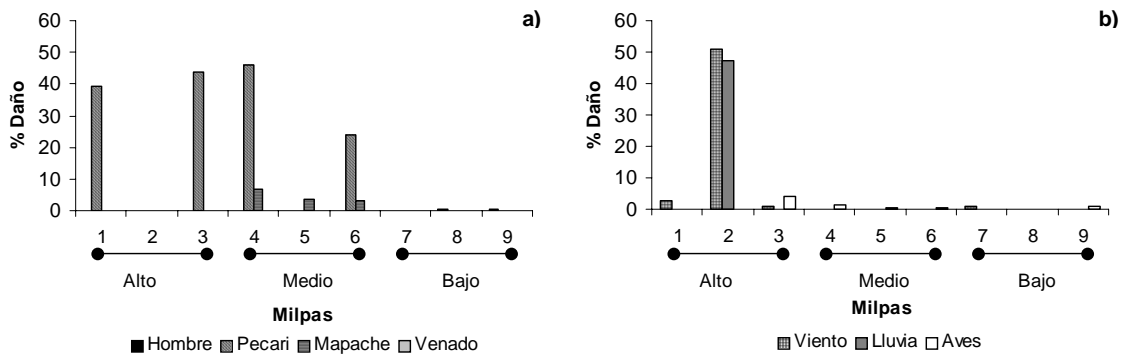 a)
% Daño
60
50
40
30
20
10
0
1 2 3 4 5 6 7 8 9
Alto Medio Bajo
Milpas
Hombre Pecari Mapache Venado
b)
% Daño
60
50
40
30
20
10
0
1 2 3 4 5 6 7 8 9
Alto Medio Bajo
Milpas
Viento Lluvia Aves